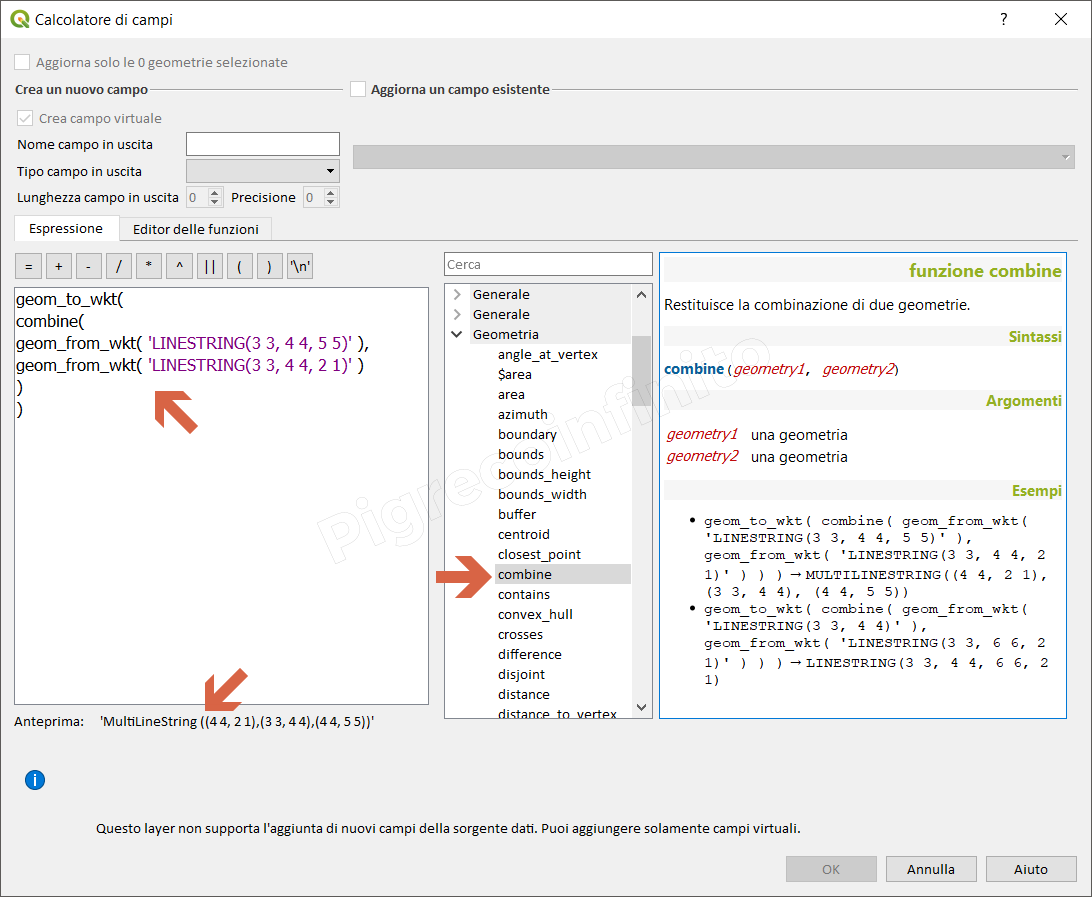 Calcolatore di campi
?
Aggiorna solo le 0 geometrie selezionate
Crea un nuovo campo
Aggiorna un campo esistente
Crea campo virtuale
Nome campo in uscita
Tipo campo in uscita
Lunghezza campo in uscita 0 Precisione 0
Espressione Editor delle funzioni
= + - / * ^ || ( ) '\n'
geom_to_wkt(
combine(
geom_from_wkt( 'LINESTRING(3 3, 4 4, 5 5)' ),
geom_from_wkt( 'LINESTRING(3 3, 4 4, 2 1)' )
)
)
Anteprima: 'MultiLineString ((4 4, 2 1),(3 3, 4 4),(4 4, 5 5))'
Cerca
Generale
Generale
Geometria
angle_at_vertex
$area
area
azimuth
boundary
bounds
bounds_height
bounds_width
buffer
centroid
closest_point
combine
contains
convex_hull
crosses
difference
disjoint
distance
distance_to_vertex
funzione combine
Restituisce la combinazione di due geometrie.
Sintassi
combine(geometry1, geometry2)
Argomenti
geometry1 una geometria
geometry2 una geometria
Esempi
• geom_to_wkt( combine( geom_from_wkt(
'LINESTRING(3 3, 4 4, 5 5)' ),
geom_from_wkt( 'LINESTRING(3 3, 4 4, 2
1)' ) ) ) → MULTILINESTRING((4 4, 2 1),
(3 3, 4 4), (4 4, 5 5))
• geom_to_wkt( combine( geom_from_wkt(
'LINESTRING(3 3, 4 4)' ),
geom_from_wkt( 'LINESTRING(3 3, 6 6, 2
1)' ) ) ) → LINESTRING(3 3, 4 4, 6 6, 2
1)
Pigrecoinfinito
i
Questo layer non supporta l'aggiunta di nuovi campi della sorgente dati. Puoi aggiungere solamente campi virtuali.
OK Annulla Aiuto